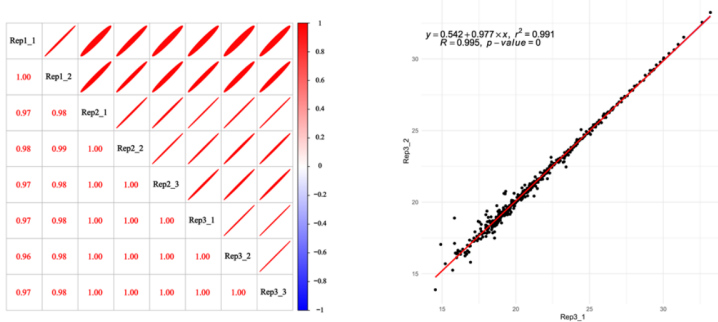 Rep1_1
1.00 Rep1_2
0.97 0.98 Rep2_1
0.98 0.99 1.00 Rep2_2
0.97 0.98 1.00 1.00 Rep2_3
0.97 0.98 1.00 1.00 1.00 Rep3_1
0.96 0.98 1.00 1.00 1.00 1.00 Rep3_2
0.97 0.98 1.00 1.00 1.00 1.00 1.00 Rep3_3
1
0.8
0.6
0.4
0.2
0
−0.2
−0.4
−0.6
−0.8
−1
y = 0.542 + 0.977 × x, r² = 0.991
R = 0.995, p − value = 0
Rep3_2
30
25
20
15
15 20 25 30
Rep3_1